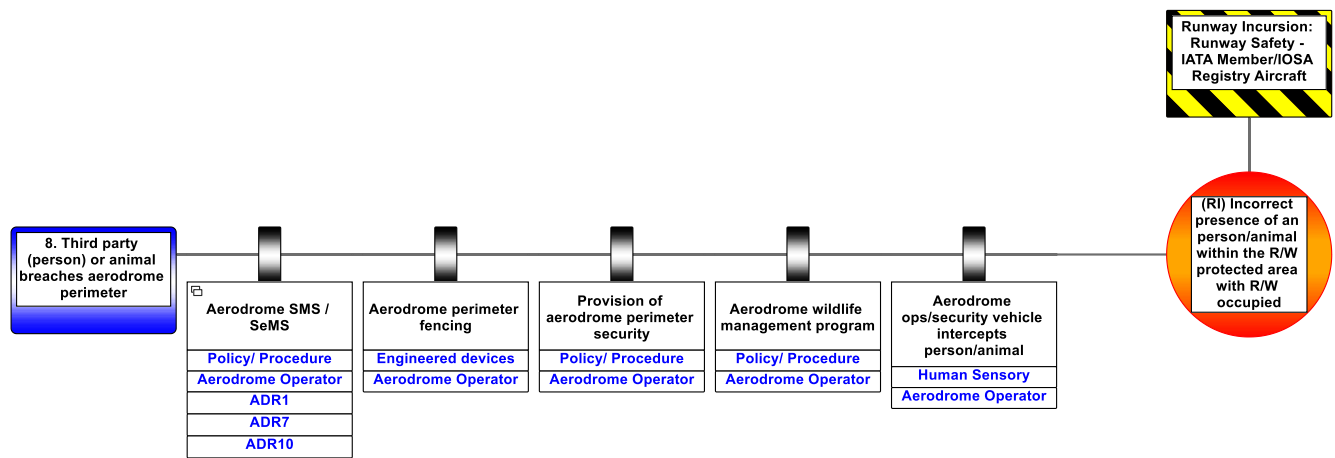 Runway Incursion:
Runway Safety -
IATA Member/IOSA
Registry Aircraft
8. Third party
(person) or animal
breaches aerodrome
perimeter
(RI) Incorrect
presence of an
person/animal
within the R/W
protected area
with R/W
occupied
Aerodrome SMS /
SeMS
Policy/ Procedure
Aerodrome Operator
ADR1
ADR7
ADR10
Aerodrome perimeter
fencing
Engineered devices
Aerodrome Operator
Provision of
aerodrome perimeter
security
Policy/ Procedure
Aerodrome Operator
Aerodrome wildlife
management program
Policy/ Procedure
Aerodrome Operator
Aerodrome
ops/security vehicle
intercepts
person/animal
Human Sensory
Aerodrome Operator